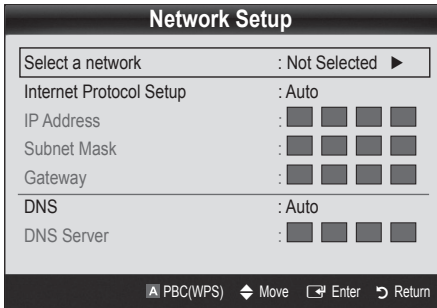 Network Setup
Select a network : Not Selected ▶
Internet Protocol Setup : Auto
IP Address :
Subnet Mask :
Gateway :
DNS : Auto
DNS Server :
A PBC(WPS) Move Enter Return